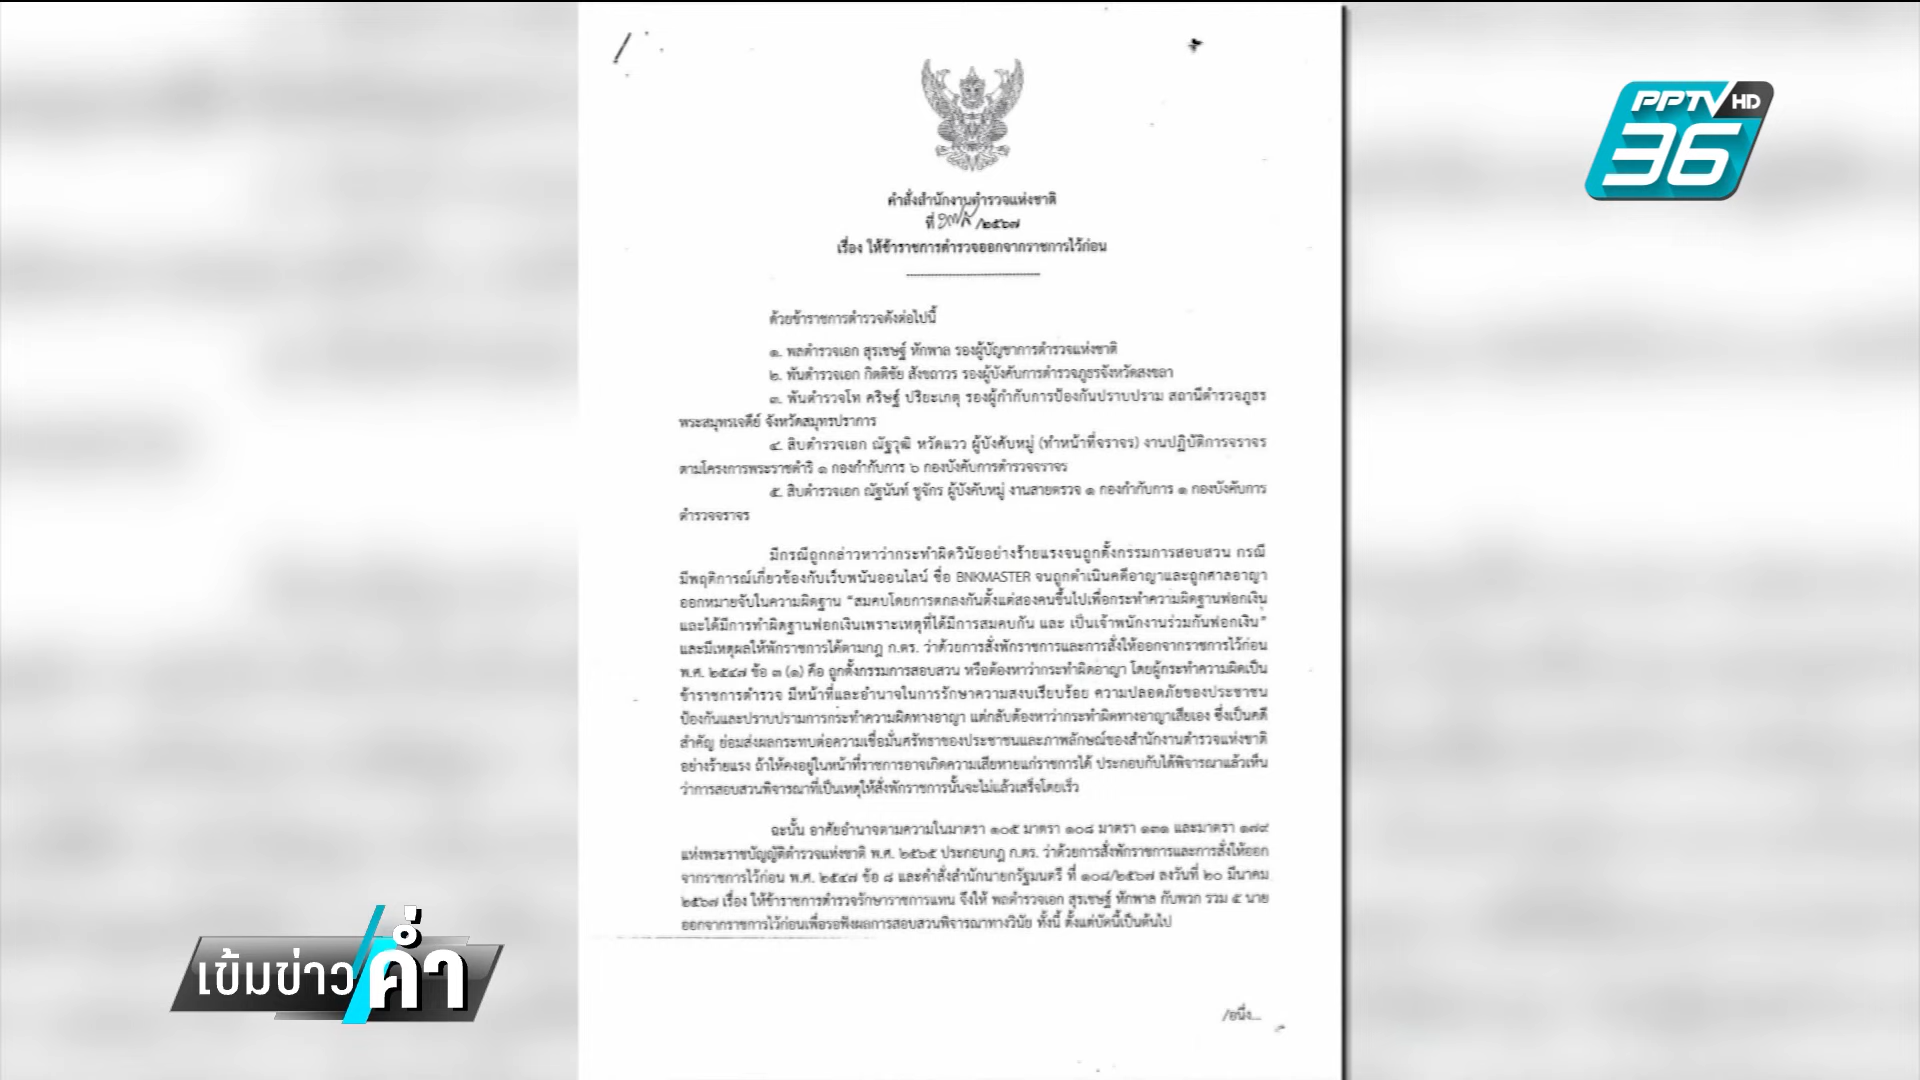 PPTV HD
36
คำสั่งสำนักงานตำรวจแห่งชาติ
ที่ /๒๕๖๗
เรื่อง ให้ข้าราชการตำรวจออกจากราชการไว้ก่อน
ด้วยข้าราชการตำรวจดังต่อไปนี้
๑. พลตำรวจเอก สุรเชษฐ์ หักพาล รองผู้บัญชาการตำรวจแห่งชาติ
๒. พันตำรวจเอก กิตติชัย สังขถาวร รองผู้บังคับการตำรวจภูธรจังหวัดสงขลา
๓. พันตำรวจโท คริษฐ์ ปริยะเกตุ รองผู้กำกับการป้องกันปราบปราม สถานีตำรวจภูธร
พระสมุทรเจดีย์ จังหวัดสมุทรปราการ
๔. สิบตำรวจเอก ณัฐวุฒิ หวัดแวว ผู้บังคับหมู่ (ทำหน้าที่จราจร) งานปฏิบัติการจราจร
ตามโครงการพระราชดำริ ๑ กองกำกับการ ๖ กองบังคับการตำรวจจราจร
๕. สิบตำรวจเอก ณัฐนันท์ ชูจักร ผู้บังคับหมู่ งานสายตรวจ ๑ กองกำกับการ ๑ กองบังคับการ
ตำรวจจราจร
มีกรณีถูกกล่าวหาว่ากระทำผิดวินัยอย่างร้ายแรงจนถูกตั้งกรรมการสอบสวน กรณี
มีพฤติการณ์เกี่ยวข้องกับเว็บพนันออนไลน์ ชื่อ BNKMASTER จนถูกดำเนินคดีอาญาและถูกศาลอาญา
ออกหมายจับในความผิดฐาน “สมคบโดยการตกลงกันตั้งแต่สองคนขึ้นไปเพื่อกระทำความผิดฐานฟอกเงิน
และได้มีการทำผิดฐานฟอกเงินเพราะเหตุที่ได้มีการสมคบกัน และ เป็นเจ้าพนักงานร่วมกันฟอกเงิน”
และมีเหตุผลให้พักราชการได้ตามกฎ ก.ตร. ว่าด้วยการสั่งพักราชการและการสั่งให้ออกจากราชการไว้ก่อน
พ.ศ. ๒๕๔๗ ข้อ ๓ (๑) คือ ถูกตั้งกรรมการสอบสวน หรือต้องหาว่ากระทำผิดอาญา โดยผู้กระทำความผิดเป็น
ข้าราชการตำรวจ มีหน้าที่และอำนาจในการรักษาความสงบเรียบร้อย ความปลอดภัยของประชาชน
ป้องกันและปราบปรามการกระทำความผิดทางอาญา แต่กลับต้องหาว่ากระทำผิดทางอาญาเสียเอง ซึ่งเป็นคดี
สำคัญ ย่อมส่งผลกระทบต่อความเชื่อมั่นศรัทธาของประชาชนและภาพลักษณ์ของสำนักงานตำรวจแห่งชาติ
อย่างร้ายแรง ถ้าให้คงอยู่ในหน้าที่ราชการอาจเกิดความเสียหายแก่ราชการได้ ประกอบกับได้พิจารณาแล้วเห็น
ว่าการสอบสวนพิจารณาที่เป็นเหตุให้สั่งพักราชการนั้นจะไม่แล้วเสร็จโดยเร็ว
ฉะนั้น อาศัยอำนาจตามความในมาตรา ๑๐๕ มาตรา ๑๐๘ มาตรา ๑๓๑ และมาตรา ๑๗๙
แห่งพระราชบัญญัติตำรวจแห่งชาติ พ.ศ. ๒๕๖๕ ประกอบกฎ ก.ตร. ว่าด้วยการสั่งพักราชการและการสั่งให้ออก
จากราชการไว้ก่อน พ.ศ. ๒๕๔๗ ข้อ ๘ และคำสั่งสำนักนายกรัฐมนตรี ที่ ๑๐๘/๒๕๖๗ ลงวันที่ ๒๐ มีนาคม
๒๕๖๗ เรื่อง ให้ข้าราชการตำรวจรักษาราชการแทน จึงให้ พลตำรวจเอก สุรเชษฐ์ หักพาล กับพวก รวม ๕ นาย
ออกจากราชการไว้ก่อนเพื่อรอฟังผลการสอบสวนพิจารณาทางวินัย ทั้งนี้ ตั้งแต่บัดนี้เป็นต้นไป
/อนึ่ง...
เข้มข่าวค่ำ